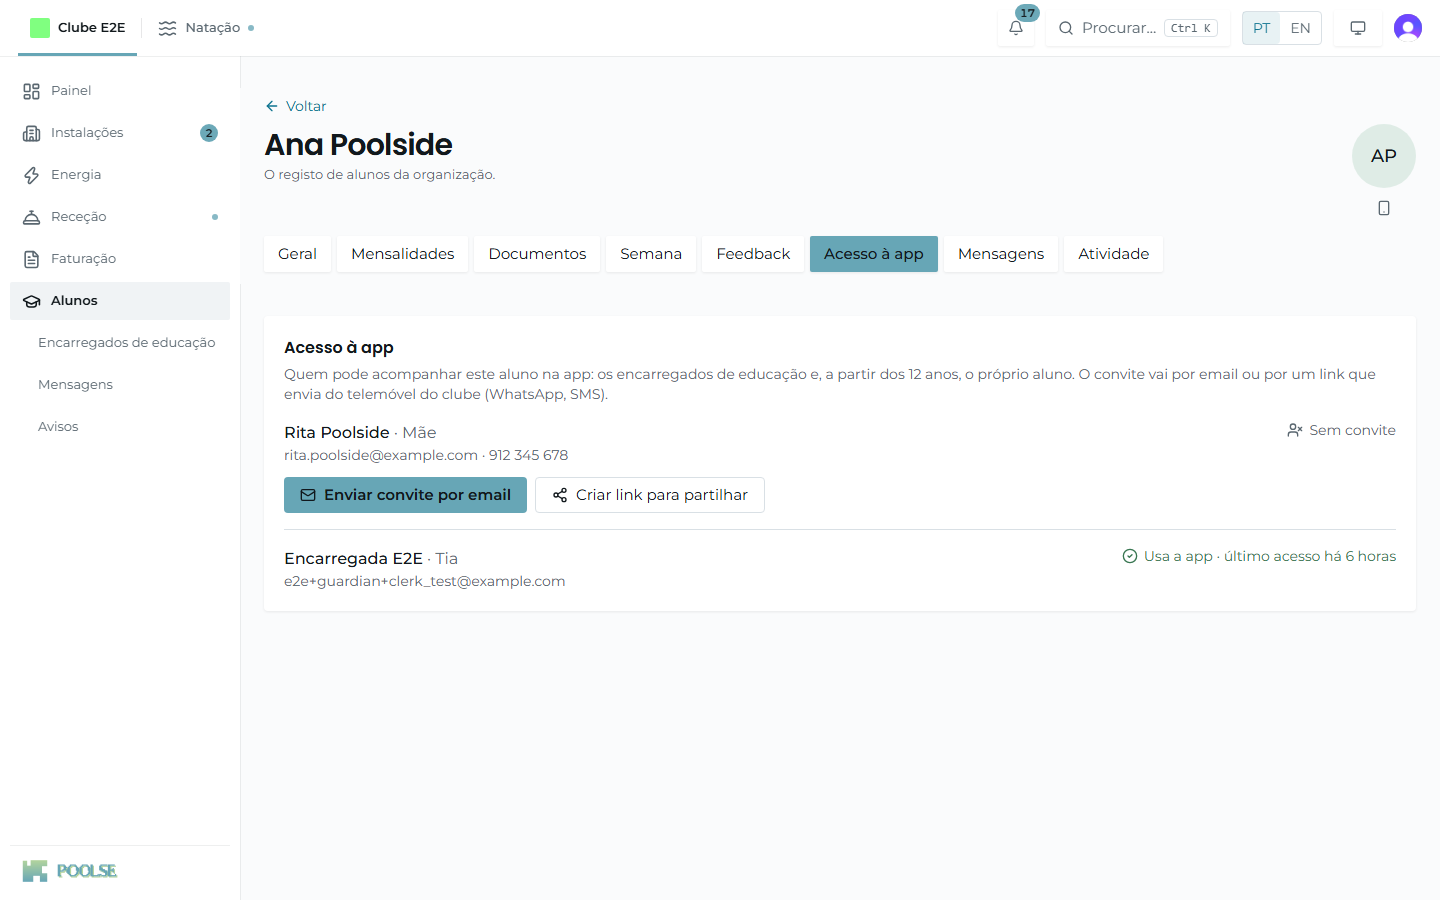 Clube E2E
Natação
17
Procurar...
Ctrl K
PT
EN
Painel
Instalações
2
Energia
Receção
Faturação
Alunos
Encarregados de educação
Mensagens
Avisos
POOLSE
Voltar
Ana Poolside
O registo de alunos da organização.
AP
Geral
Mensalidades
Documentos
Semana
Feedback
Acesso à app
Mensagens
Atividade
Acesso à app
Quem pode acompanhar este aluno na app: os encarregados de educação e, a partir dos 12 anos, o próprio aluno. O convite vai por email ou por um link que
envia do telemóvel do clube (WhatsApp, SMS).
Rita Poolside · Mãe
Sem convite
rita.poolside@example.com · 912 345 678
Enviar convite por email
Criar link para partilhar
Encarregada E2E · Tia
Usa a app · último acesso há 6 horas
e2e+guardian+clerk_test@example.com